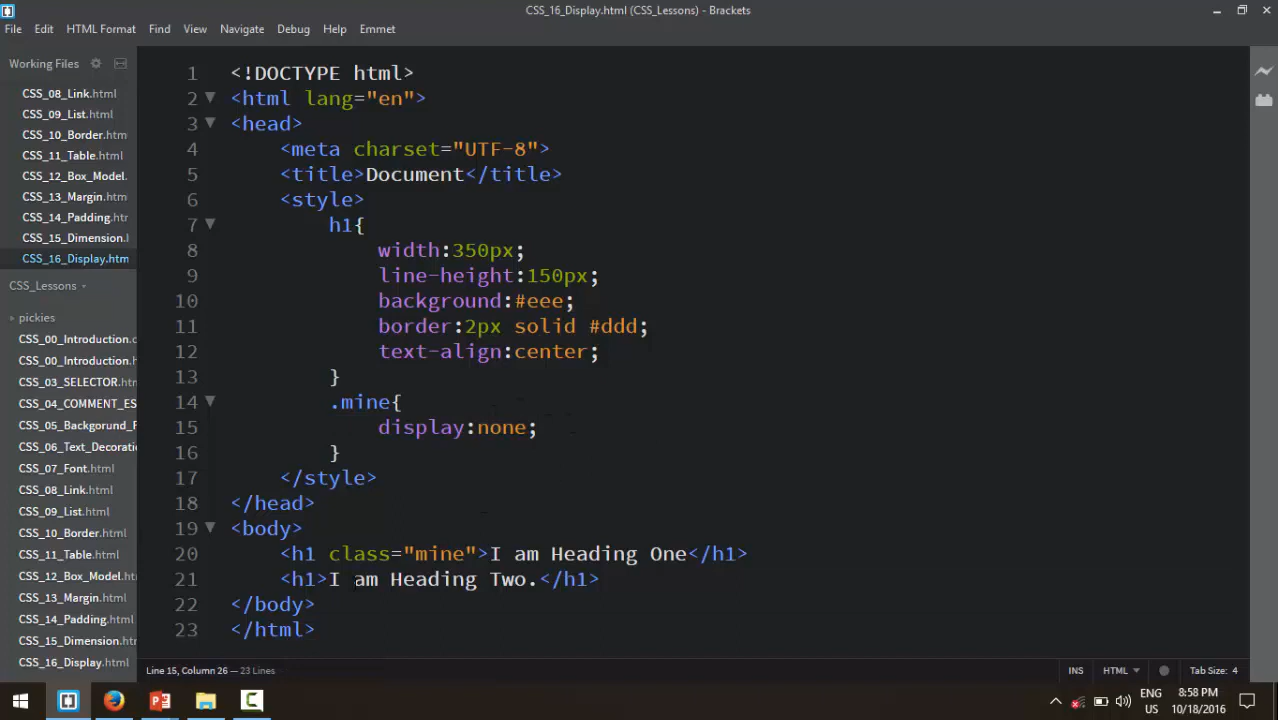 CSS_16_Display.html (CSS_Lessons) - Brackets
File Edit HTML Format Find View Navigate Debug Help Emmet
Working Files
CSS_08_Link.html
CSS_09_List.html
CSS_10_Border.htm
CSS_11_Table.html
CSS_12_Box_Model.
CSS_13_Margin.html
CSS_14_Padding.htr
CSS_15_Dimension.l
CSS_16_Display.htm
CSS_Lessons
pickies
CSS_00_Introduction.c
CSS_00_Introduction.h
CSS_03_SELECTOR.ht
CSS_04_COMMENT_ES
CSS_05_Backgorund_F
CSS_06_Text_Decorati
CSS_07_Font.html
CSS_08_Link.html
CSS_09_List.html
CSS_10_Border.html
CSS_11_Table.html
CSS_12_Box_Model.ht
CSS_13_Margin.html
CSS_14_Padding.html
CSS_15_Dimension.ht
CSS_16_Display.html
1 <!DOCTYPE html>
2 <html lang="en">
3 <head>
4 <meta charset="UTF-8">
5 <title>Document</title>
6 <style>
7 h1{
8 width:350px;
9 line-height:150px;
10 background:#eee;
11 border:2px solid #ddd;
12 text-align:center;
13 }
14 .mine{
15 display:none;
16 }
17 </style>
18 </head>
19 <body>
20 <h1 class="mine">I am Heading One</h1>
21 <h1>I am Heading Two.</h1>
22 </body>
23 </html>
Line 15, Column 26 — 23 Lines
INS HTML Tab Size: 4
ENG 8:58 PM
US 10/18/2016